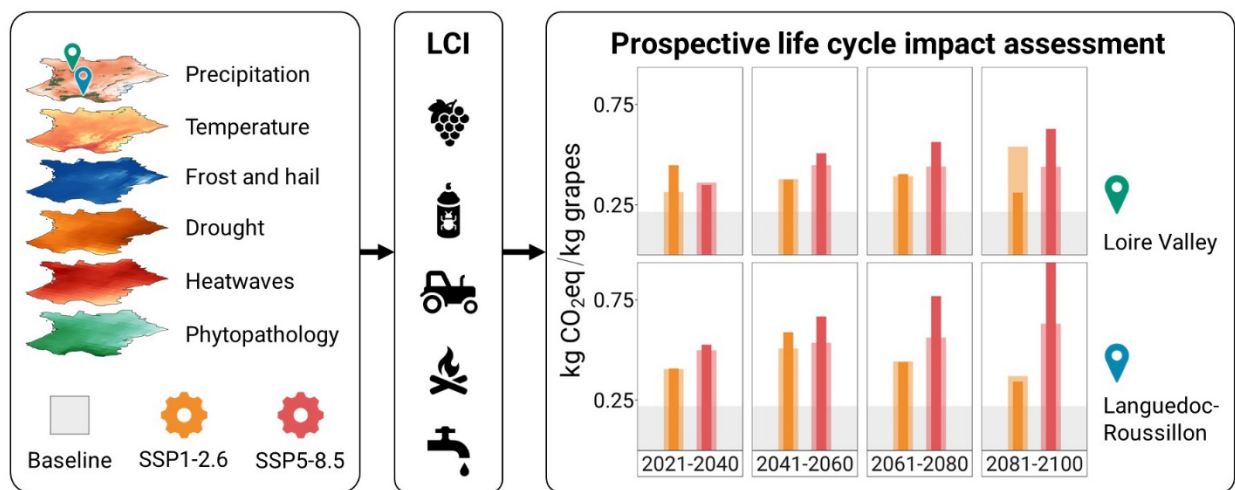 Precipitation
Temperature
Frost and hail
Drought
Heatwaves
Phytopathology
Baseline
SSP1-2.6
SSP5-8.5
LCI
Prospective life cycle impact assessment
kg CO₂eq/kg grapes
0.75
0.25
Loire Valley
0.75
0.25
Languedoc-
Roussillon
2021-2040
2041-2060
2061-2080
2081-2100